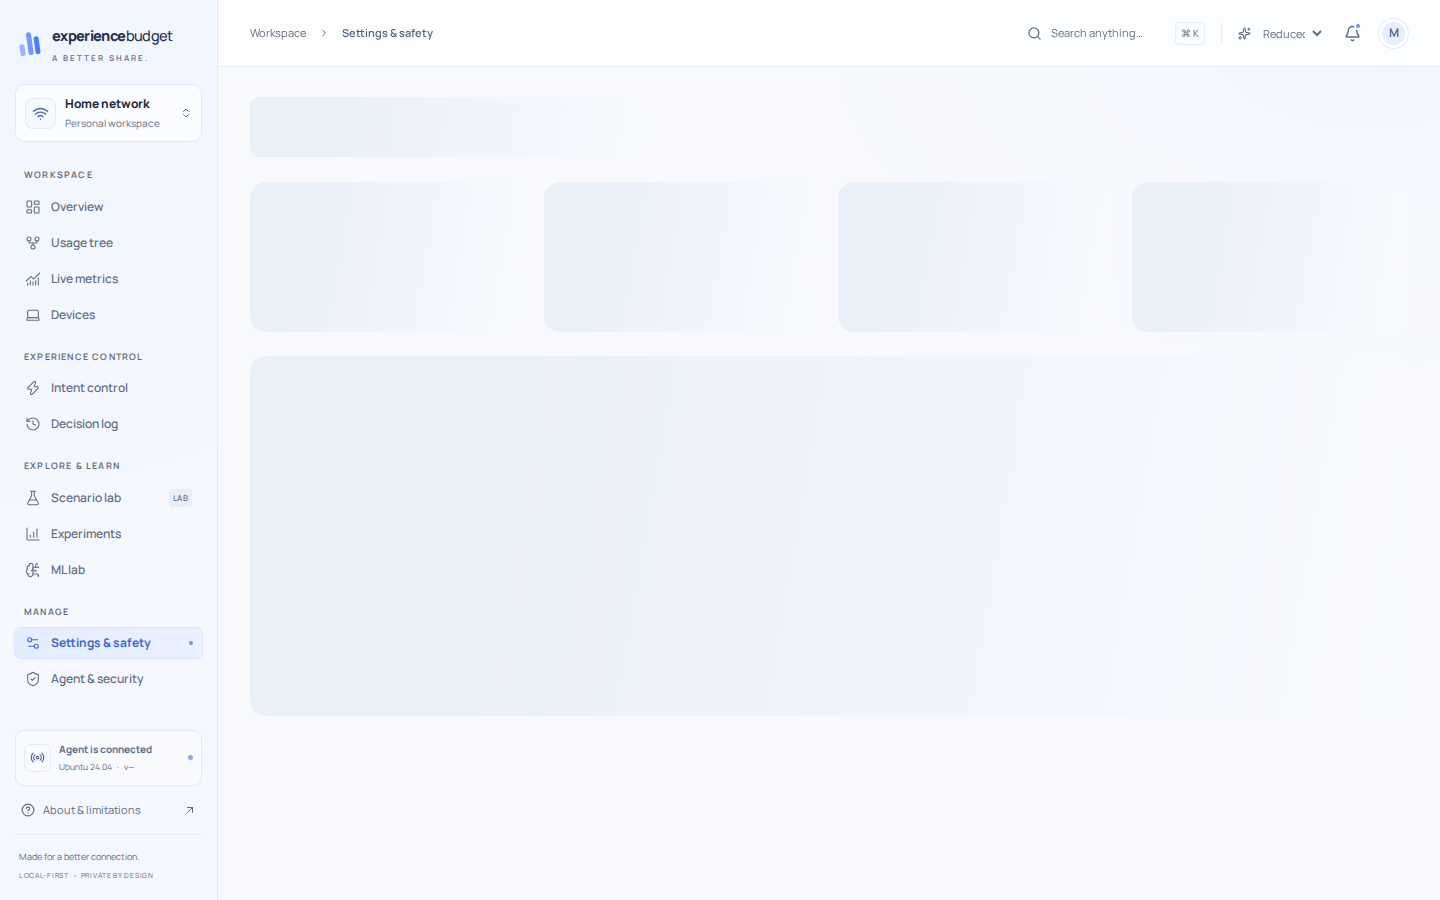 experiencebudget
A BETTER SHARE.
Home network
Personal workspace
WORKSPACE
Overview
Usage tree
Live metrics
Devices
EXPERIENCE CONTROL
Intent control
Decision log
EXPLORE & LEARN
Scenario lab
LAB
Experiments
ML lab
MANAGE
Settings & safety
Agent & security
Agent is connected
Ubuntu 24.04 · v—
About & limitations
Made for a better connection.
LOCAL-FIRST • PRIVATE BY DESIGN
Workspace > Settings & safety
Search anything...
⌘ K
Reduced
M